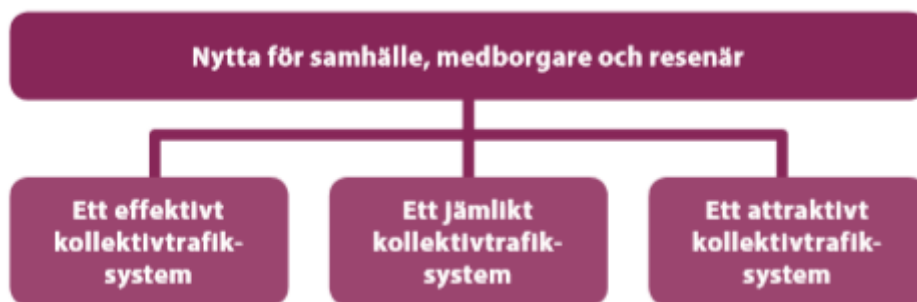 Nytta för samhälle, medborgare och resenär
Ett effektivt
kollektivtrafik-
system
Ett jämlikt
kollektivtrafik-
system
Ett attraktivt
kollektivtrafik-
system